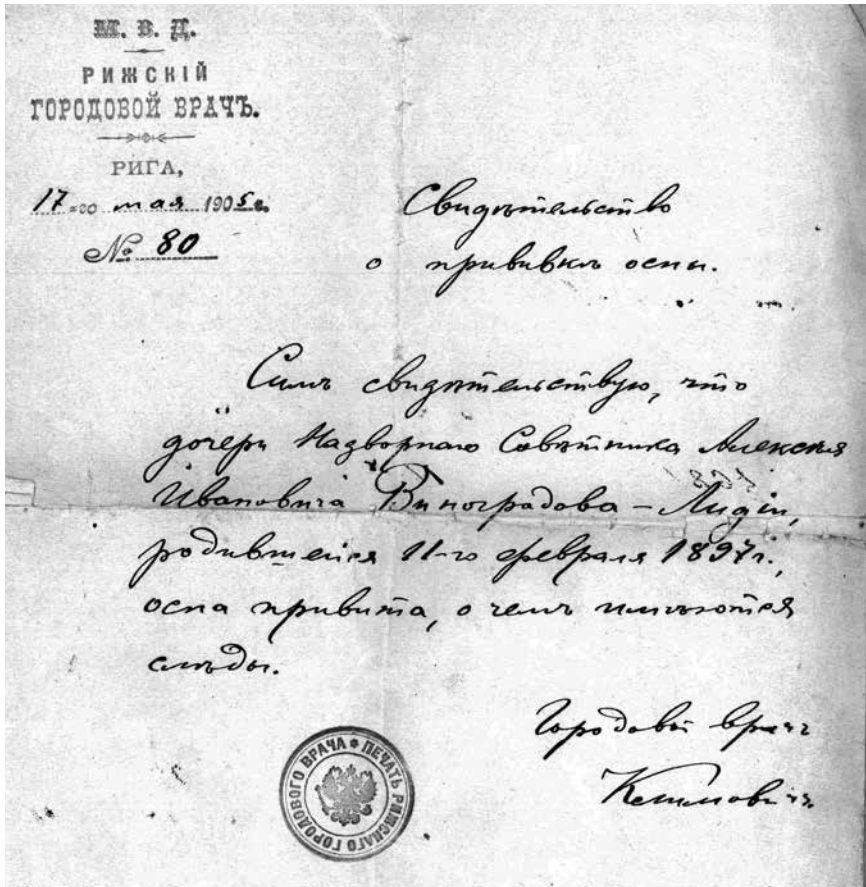 М. В. Д.
РИЖСКІЙ
ГОРОДОВОЙ ВРАЧЪ.
РИГА,
17-го мая 1905 г.
№ 80
Свидѣтельство
о прививкѣ оспы.
Симъ свидѣтельствую, что
дочери Надворнаго Совѣтника Алексѣя
Ивановича Виноградова – Лидіи,
родившейся 11-го февраля 1897 г.,
оспа привита, о чемъ имѣются
слѣды.
Городовой врачъ
ПЕЧАТЬ РИЖСКАГО ГОРОДОВОГО ВРАЧА